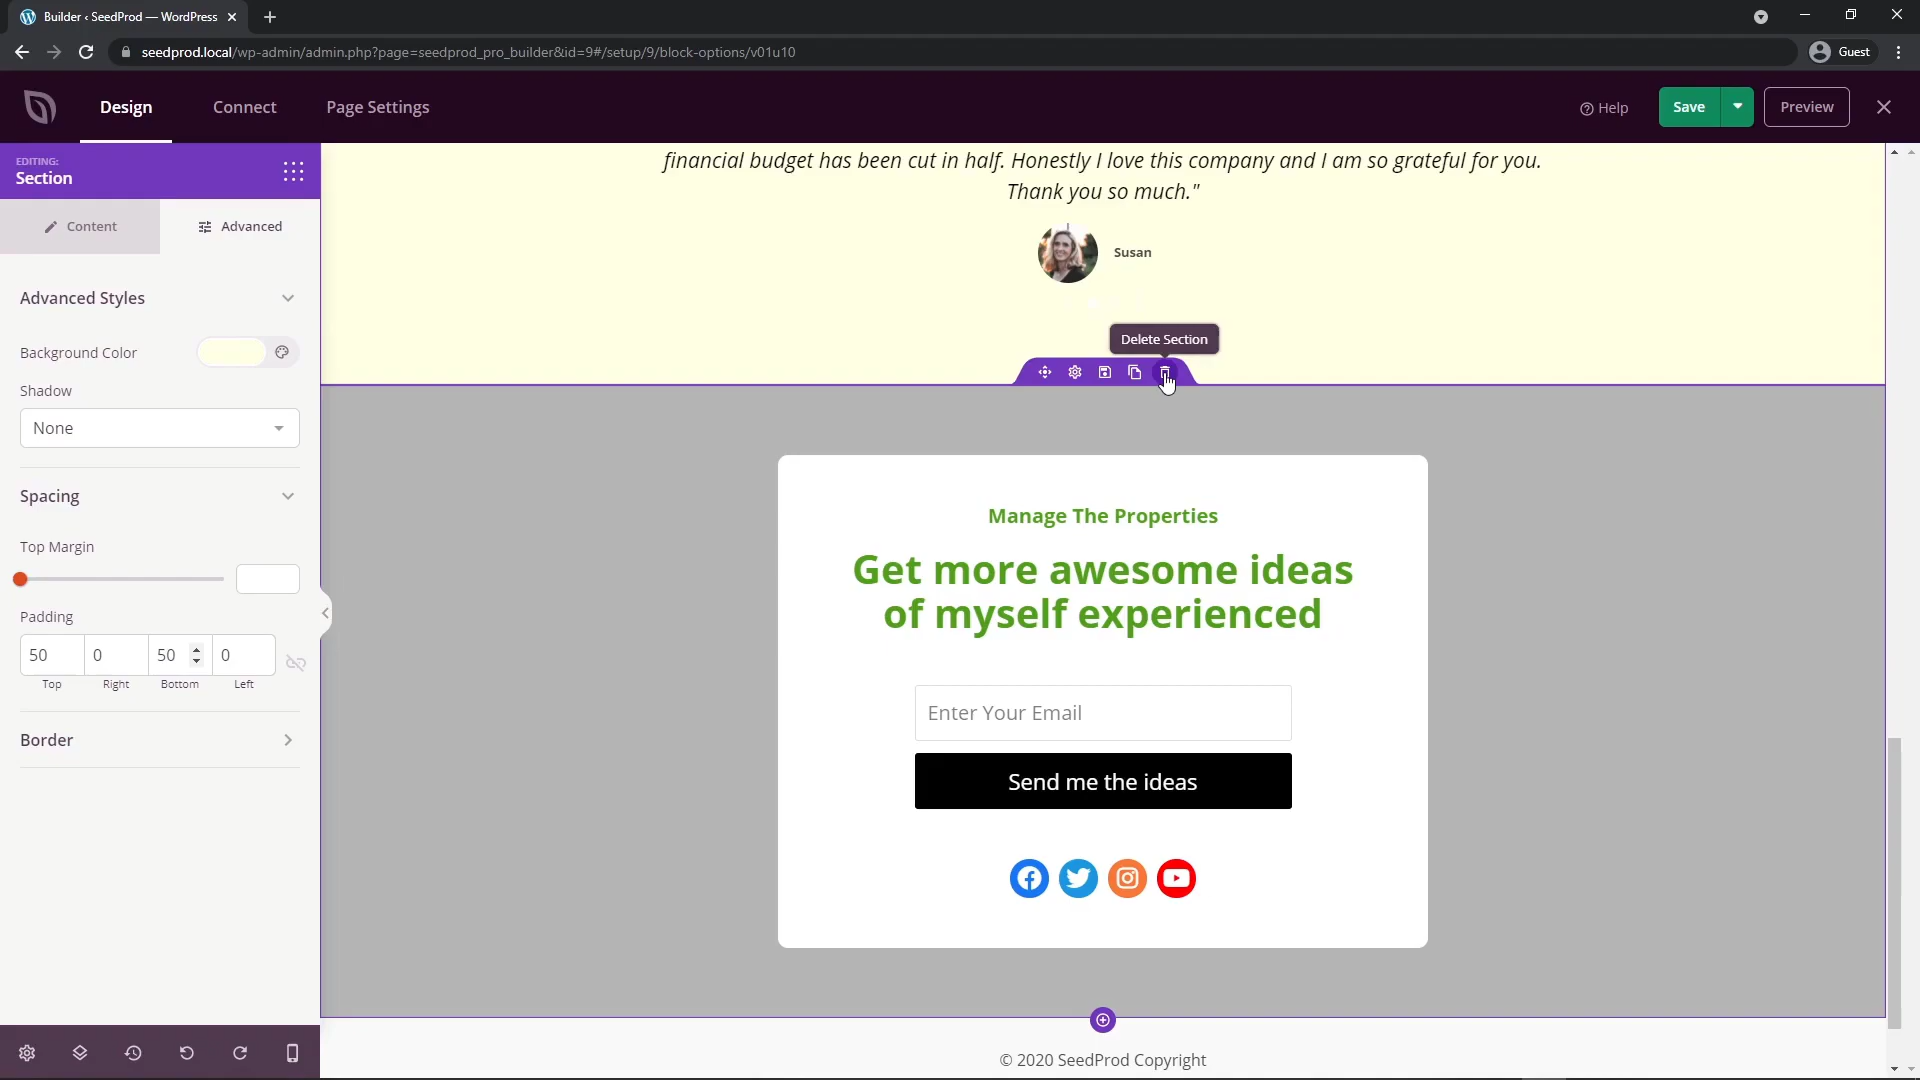 Builder ‹ SeedProd — WordPress
seedprod.local/wp-admin/admin.php?page=seedprod_pro_builder&id=9#/setup/9/block-options/v01u10
Guest
Design
Connect
Page Settings
Help
Save
Preview
EDITING:
Section
Content
Advanced
Advanced Styles
Background Color
Shadow
None
Spacing
Top Margin
Padding
50
0
50
0
Top
Right
Bottom
Left
Border
financial budget has been cut in half. Honestly I love this company and I am so grateful for you.
Thank you so much."
Susan
Delete Section
Manage The Properties
Get more awesome ideas
of myself experienced
Enter Your Email
Send me the ideas
© 2020 SeedProd Copyright